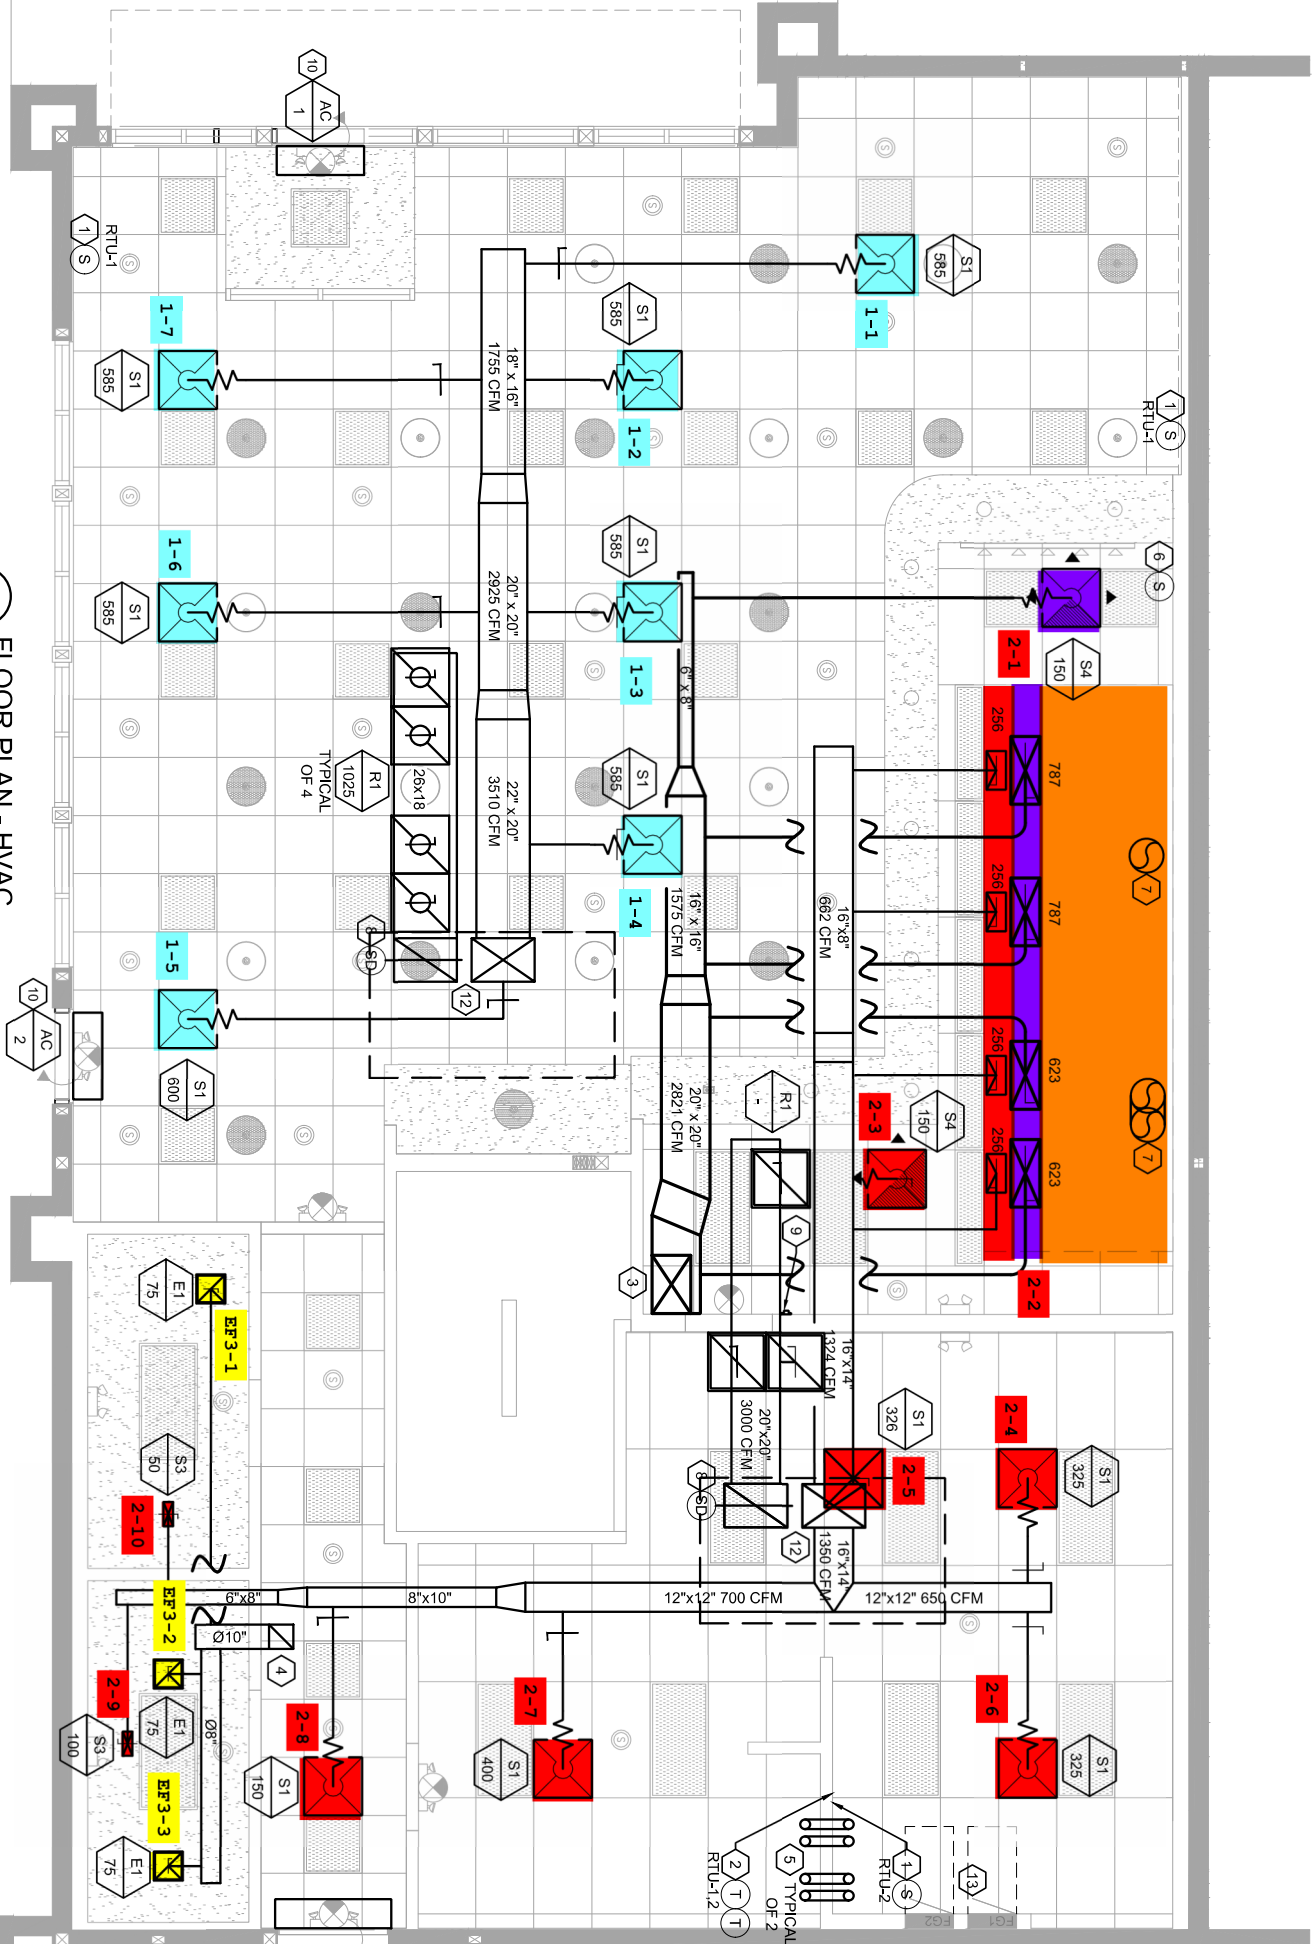 10
AC
1
S
S
RTU-1
1
S
S
S1
585
1-1
S
S
1-7
S1
585
S1
585
1-2
18" x 16"
1755 CFM
1
S
RTU-1
S
S
S
S
1-6
S1
585
S1
585
1-3
20" x 20"
2925 CFM
6" x 8"
6
S
2-1
S4
150
S
S
S
S
R1
1025
TYPICAL
OF 4
26x18
22" x 20"
3510 CFM
S1
585
1-4
16" x 16"
1575 CFM
16"x8"
662 CFM
256
787
256
787
256
623
256
623
7
7
8
SD
12
1-5
S1
600
10
AC
2
S
S
20" x 20"
2821 CFM
R1
-
2-3
S4
150
9
3
2-2
FLOOR PLAN - HVAC
E1
75
EF3-1
16"x14"
1324 CFM
20"x20"
3000 CFM
S1
326
2-5
2-4
S1
325
8
SD
12
16"x14"
1350 CFM
S3
50
2-10
EF3-2
6"x8"
8"x10"
12"x12" 700 CFM
12"x12" 650 CFM
Ø10"
4
Ø8"
2-9
S3
100
E1
75
2-8
S1
150
2-7
S1
400
2-6
S1
325
EF3-3
E1
75
2
T
T
RTU-1,2
5
TYPICAL
OF 2
1
S
RTU-2
13
FG2
FG1